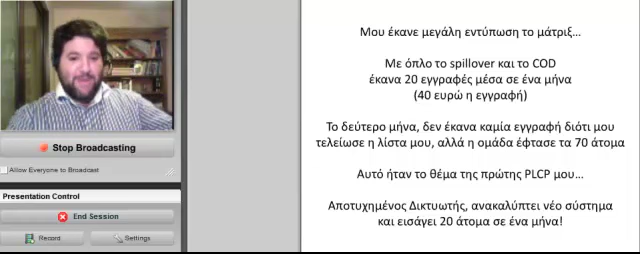 Stop Broadcasting
Allow Everyone to Broadcast
Presentation Control
End Session
Record
Settings
Μου έκανε μεγάλη εντύπωση το μάτριξ...
Με όπλο το spillover και το COD
έκανα 20 εγγραφές μέσα σε ένα μήνα
(40 ευρώ η εγγραφή)
Το δεύτερο μήνα, δεν έκανα καμία εγγραφή διότι μου
τελείωσε η λίστα μου, αλλά η ομάδα έφτασε τα 70 άτομα
Αυτό ήταν το θέμα της πρώτης PLCP μου...
Αποτυχημένος Δικτυωτής, ανακαλύπτει νέο σύστημα
και εισάγει 20 άτομα σε ένα μήνα!